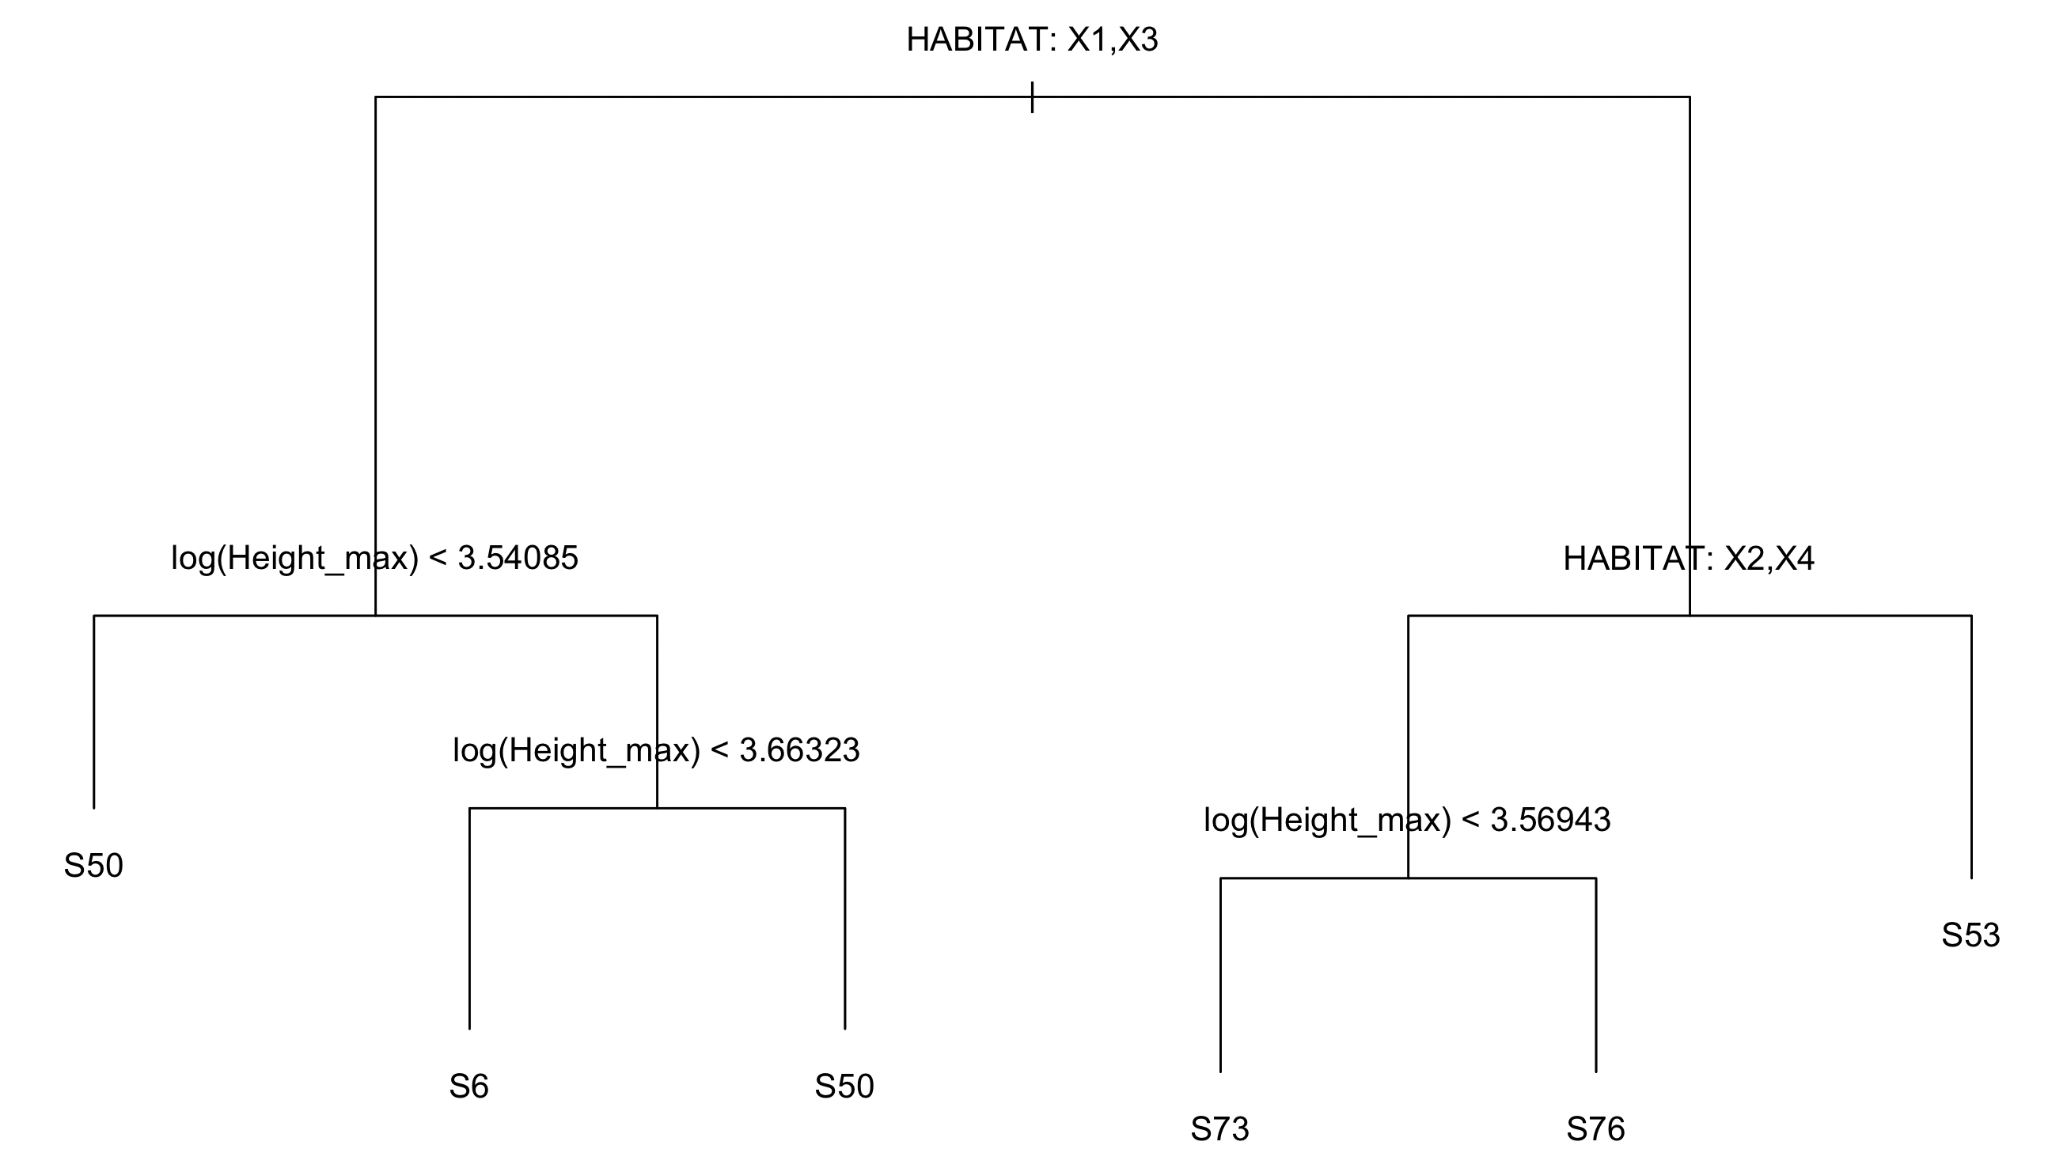 HABITAT: X1,X3
log(Height_max) < 3.54085
HABITAT: X2,X4
log(Height_max) < 3.66323
log(Height_max) < 3.56943
S50
S53
S6
S50
S73
S76